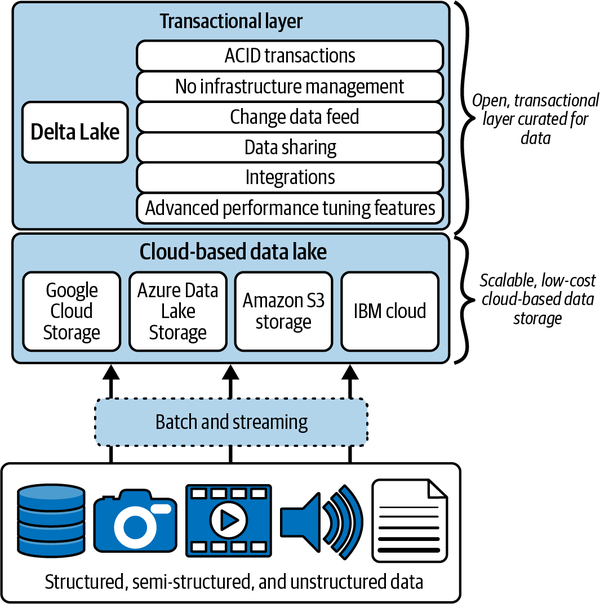 Transactional layer
Delta Lake
ACID transactions
No infrastructure management
Change data feed
Data sharing
Integrations
Advanced performance tuning features
Open, transactional
layer curated for
data
Cloud-based data lake
Google
Cloud
Storage
Azure Data
Lake
Storage
Amazon S3
storage
IBM cloud
Scalable, low-cost
cloud-based data
storage
Batch and streaming
Structured, semi-structured, and unstructured data